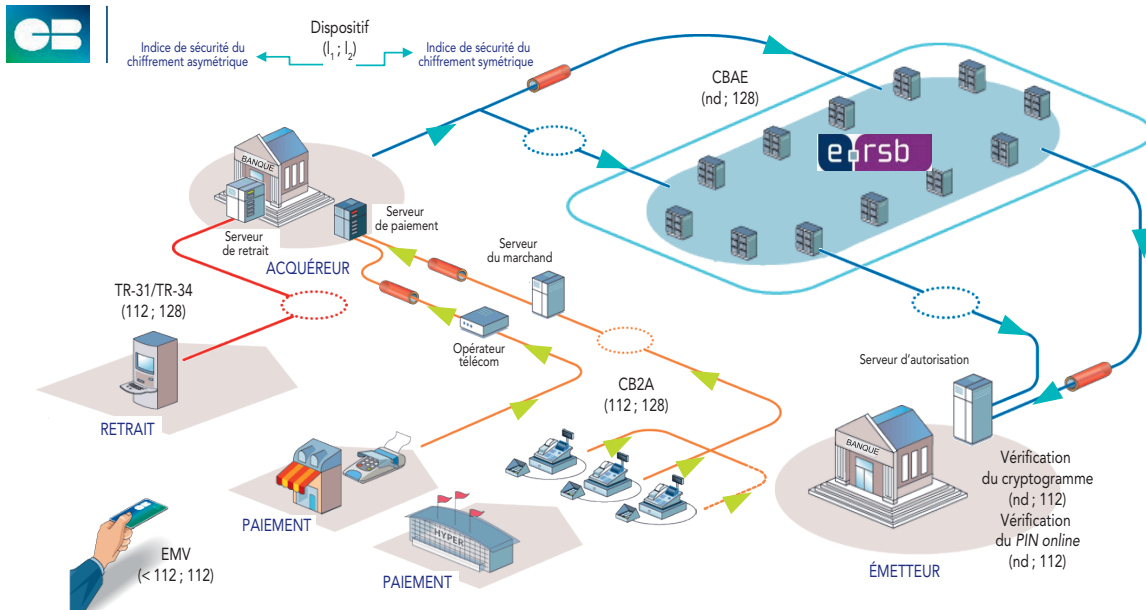 CB
Dispositif
(l₁ ; l₂)
Indice de sécurité du
chiffrement asymétrique
Indice de sécurité du
chiffrement symétrique
CBAE
(nd ; 128)
e.rsb
BANQUE
Serveur
de retrait
Serveur
de paiement
ACQUÉREUR
Serveur
du marchand
TR-31/TR-34
(112 ; 128)
Opérateur
télécom
RETRAIT
CB2A
(112 ; 128)
Serveur d'autorisation
BANQUE
Vérification
du cryptogramme
(nd ; 112)
Vérification
du PIN online
(nd ; 112)
ÉMETTEUR
PAIEMENT
HYPER
PAIEMENT
EMV
(< 112 ; 112)